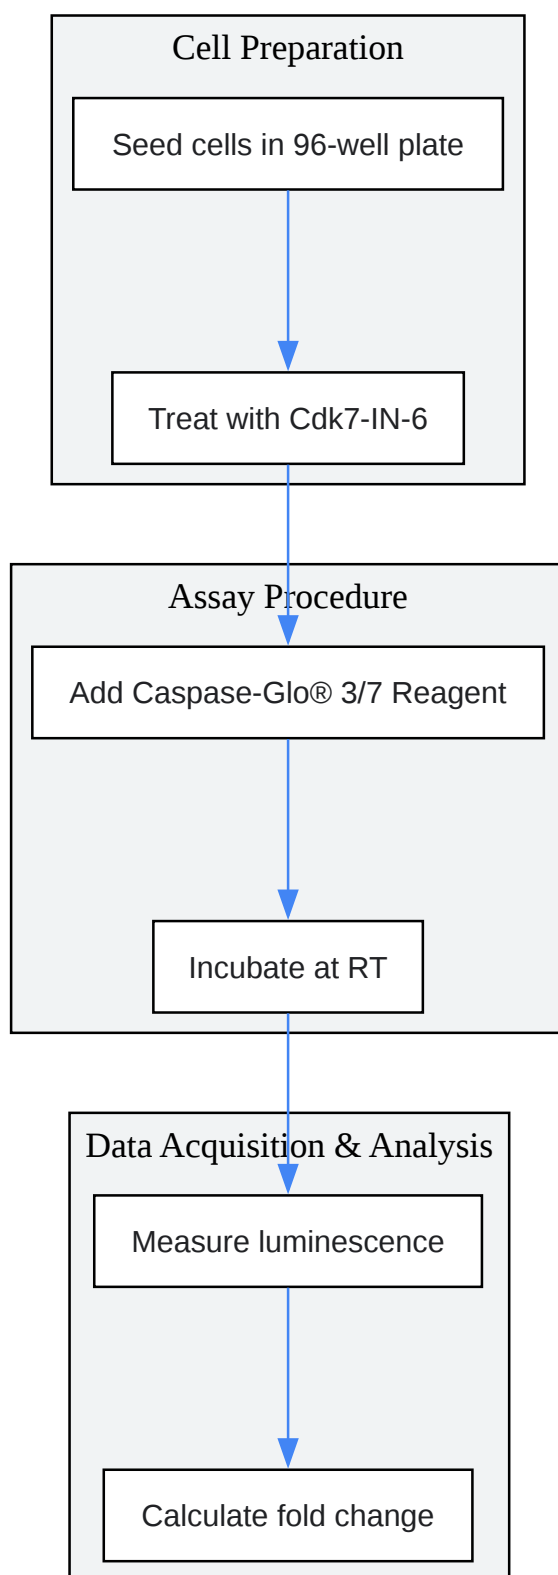 Cell Preparation
Seed cells in 96-well plate
Treat with Cdk7-IN-6
Assay Procedure
Add Caspase-Glo® 3/7 Reagent
Incubate at RT
Data Acquisition & Analysis
Measure luminescence
Calculate fold change